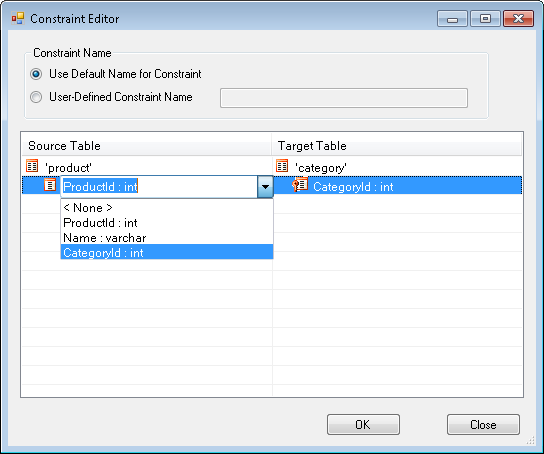 Constraint Editor
Constraint Name
Use Default Name for Constraint
User-Defined Constraint Name
Source Table Target Table
'product' 'category'
ProductId : int CategoryId : int
< None >
ProductId : int
Name : varchar
CategoryId : int
OK Close